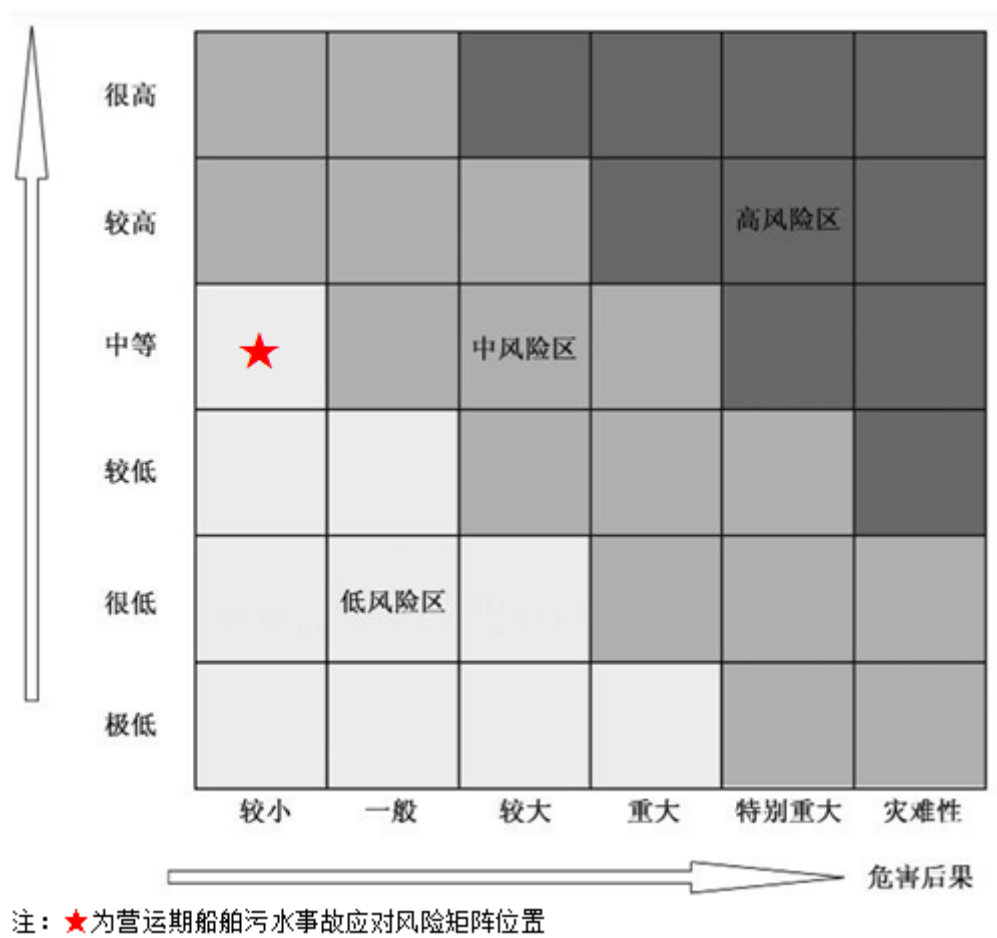 很高
较高
高风险区
中等
★
中风险区
较低
很低
低风险区
极低
较小
一般
较大
重大
特别重大
灾难性
危害后果
注：★为营运期船舶污水事故应对风险矩阵位置